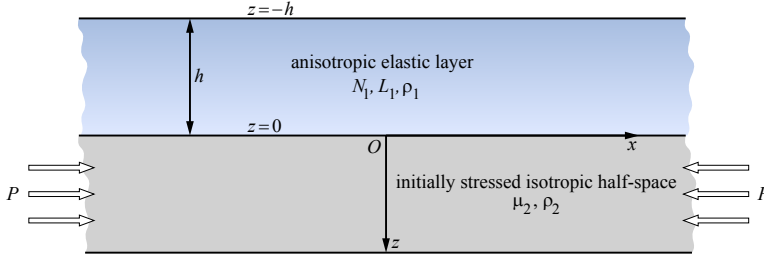 z=−h
h
anisotropic elastic layer
N₁, L₁, ρ₁
z=0
O
x
P
P
initially stressed isotropic half-space
μ₂, ρ₂
z